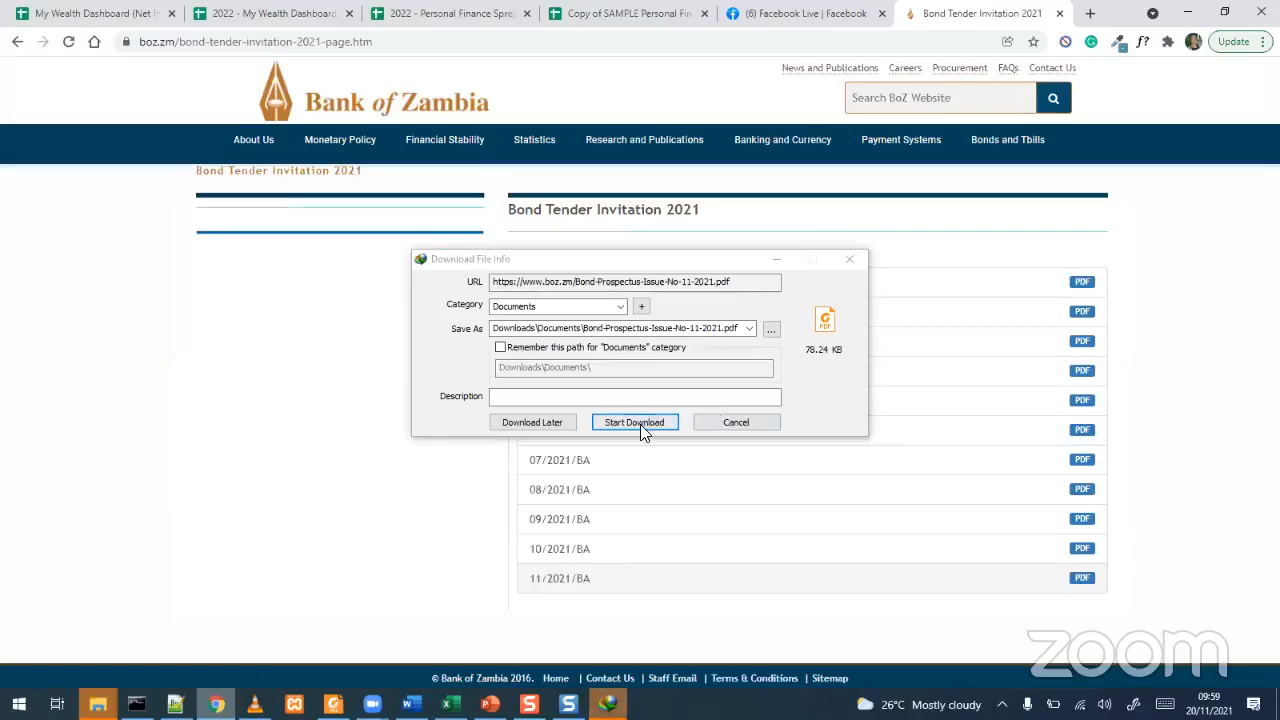 My Wealth Dashboard (Net
2022 - My Wealth Dashboard
2022 - Personal Finance Spre
Copy of SAMPLE Personal Fin
(6) Facebook Live | Facebook
Bond Tender Invitation 2021
boz.zm/bond-tender-invitation-2021-page.htm
f?
Update
News and Publications Careers Procurement FAQs Contact Us
Bank of Zambia
Search BoZ Website
About Us Monetary Policy Financial Stability Statistics Research and Publications Banking and Currency Payment Systems Bonds and Tbills
Bond Tender Invitation 2021
Bond Tender Invitation 2021
Download File Info
URL https://www.boz.zm/Bond-Prospectus-Issue-No-11-2021.pdf
Category Documents +
Save As Downloads\Documents\Bond-Prospectus-Issue-No-11-2021.pdf ...
Remember this path for "Documents" category
Downloads\Documents\
Description
Download Later Start Download Cancel
G
PDF
78.24 KB
PDF
PDF
PDF
PDF
PDF
PDF
07/2021/BA PDF
08/2021/BA PDF
09/2021/BA PDF
10/2021/BA PDF
11/2021/BA PDF
zoom
© Bank of Zambia 2016. Home | Contact Us | Staff Email | Terms & Conditions | Sitemap
26°C Mostly cloudy
09:59
20/11/2021